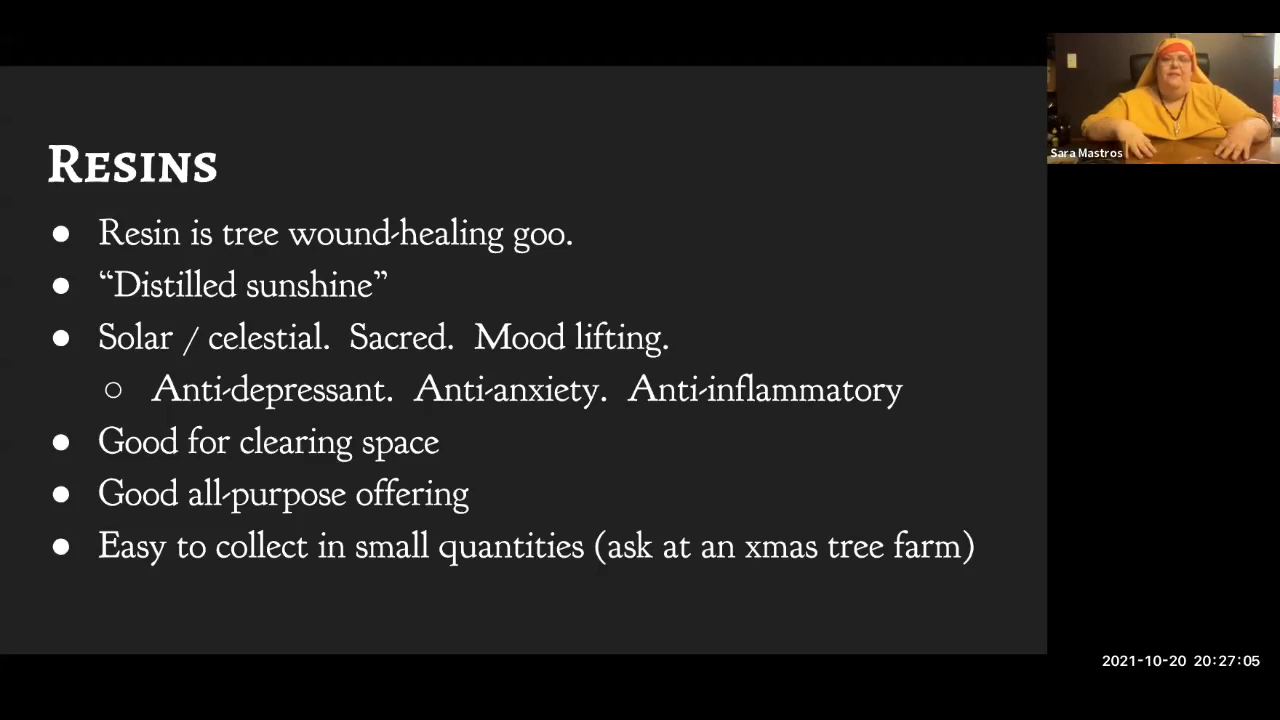 Resins
● Resin is tree wound-healing goo.
● “Distilled sunshine”
● Solar / celestial.  Sacred.  Mood lifting.
○ Anti-depressant.  Anti-anxiety.  Anti-inflammatory
● Good for clearing space
● Good all-purpose offering
● Easy to collect in small quantities (ask at an xmas tree farm)
Sara Mastros
2021-10-20 20:27:05